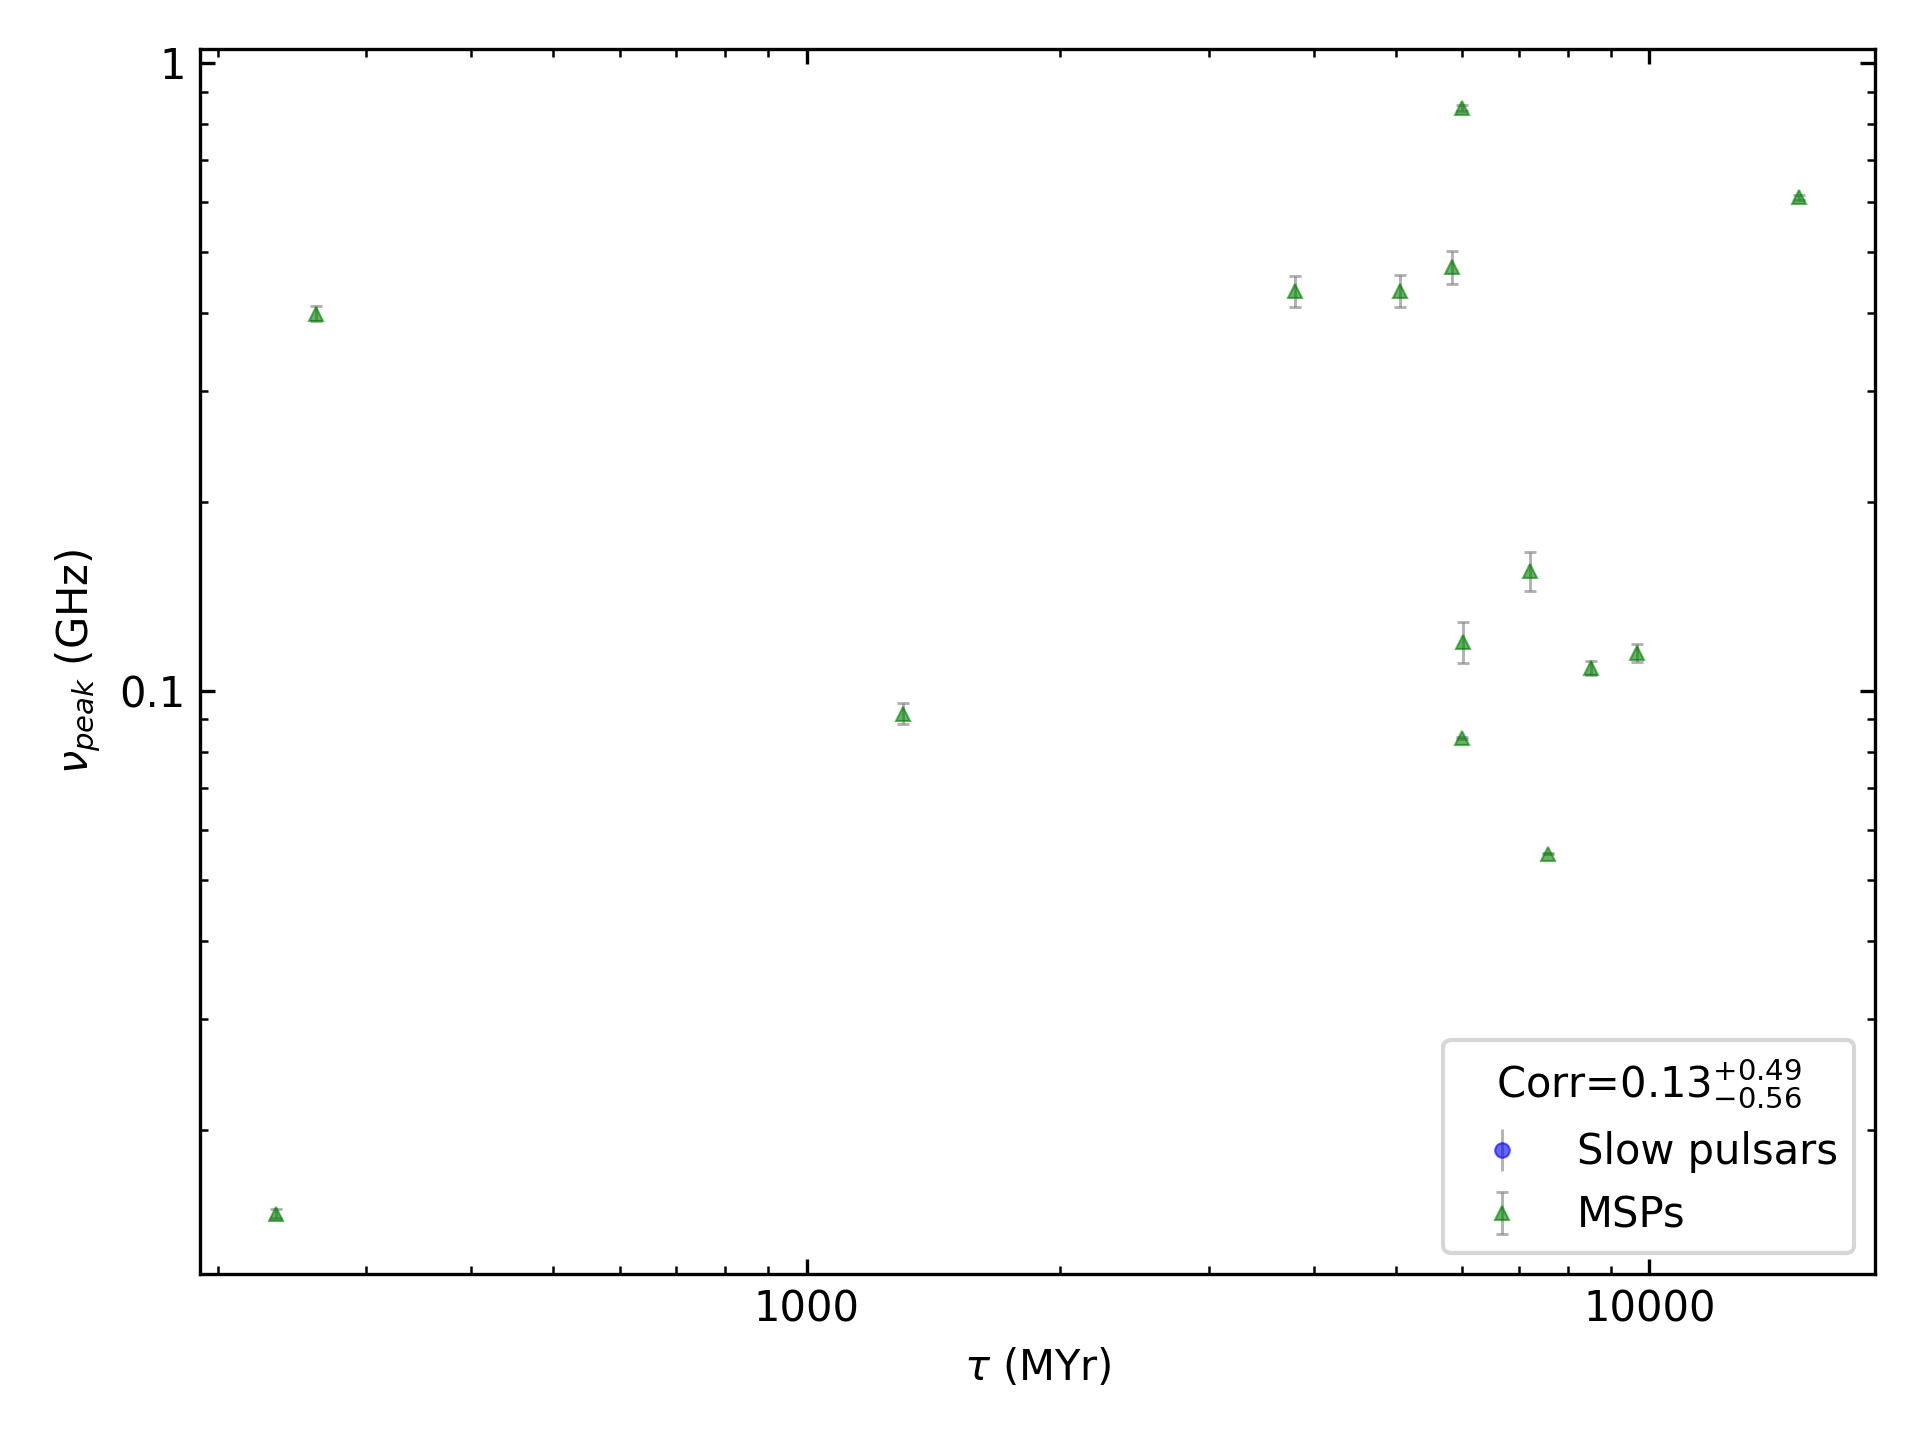 1
0.1
ν_peak (GHz)
1000
10000
τ (MYr)
Corr=0.13^{+0.49}_{−0.56}
Slow pulsars
MSPs